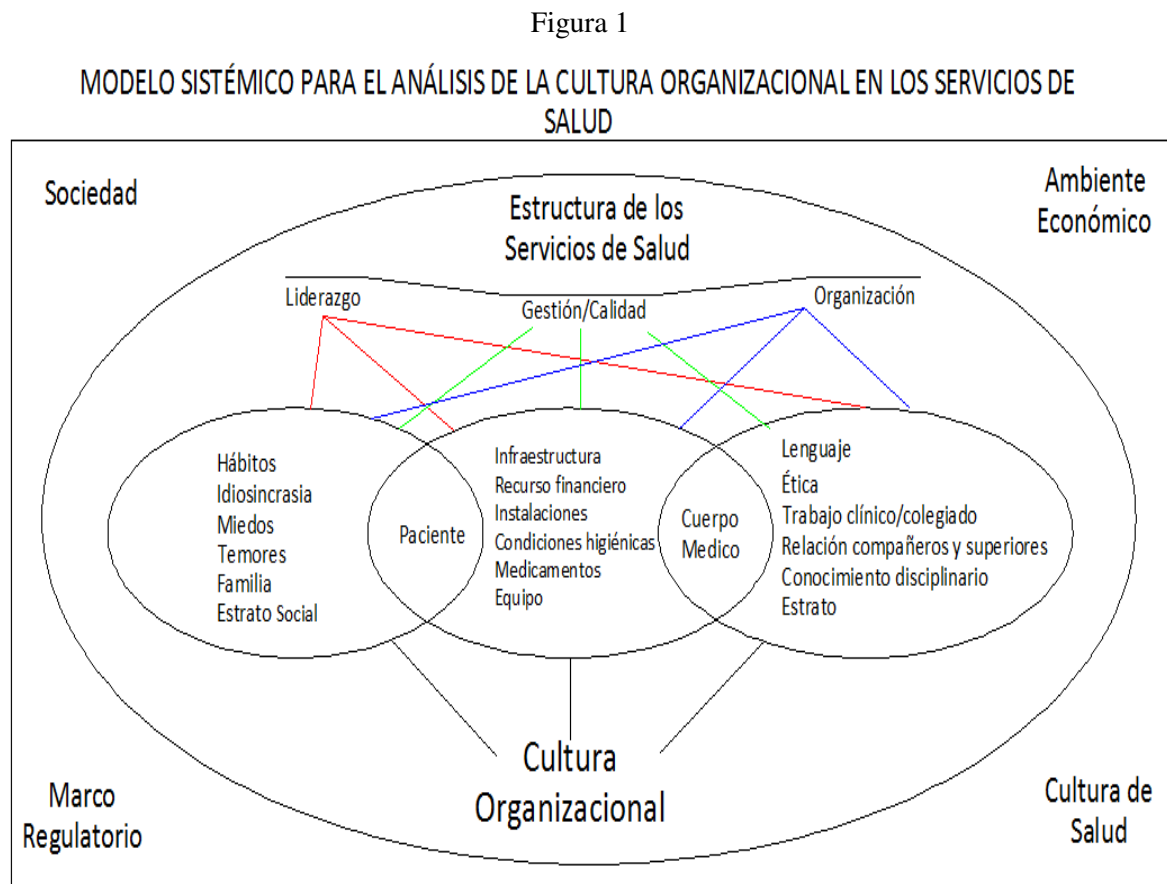 Figura 1
MODELO SISTÉMICO PARA EL ANÁLISIS DE LA CULTURA ORGANIZACIONAL EN LOS SERVICIOS DE
SALUD
Sociedad
Ambiente
Económico
Estructura de los
Servicios de Salud
Liderazgo
Gestión/Calidad
Organización
Hábitos
Idiosincrasia
Miedos
Temores
Familia
Estrato Social
Paciente
Infraestructura
Recurso financiero
Instalaciones
Condiciones higiénicas
Medicamentos
Equipo
Cuerpo
Medico
Lenguaje
Ética
Trabajo clínico/colegiado
Relación compañeros y superiores
Conocimiento disciplinario
Estrato
Cultura
Organizacional
Marco
Regulatorio
Cultura de
Salud